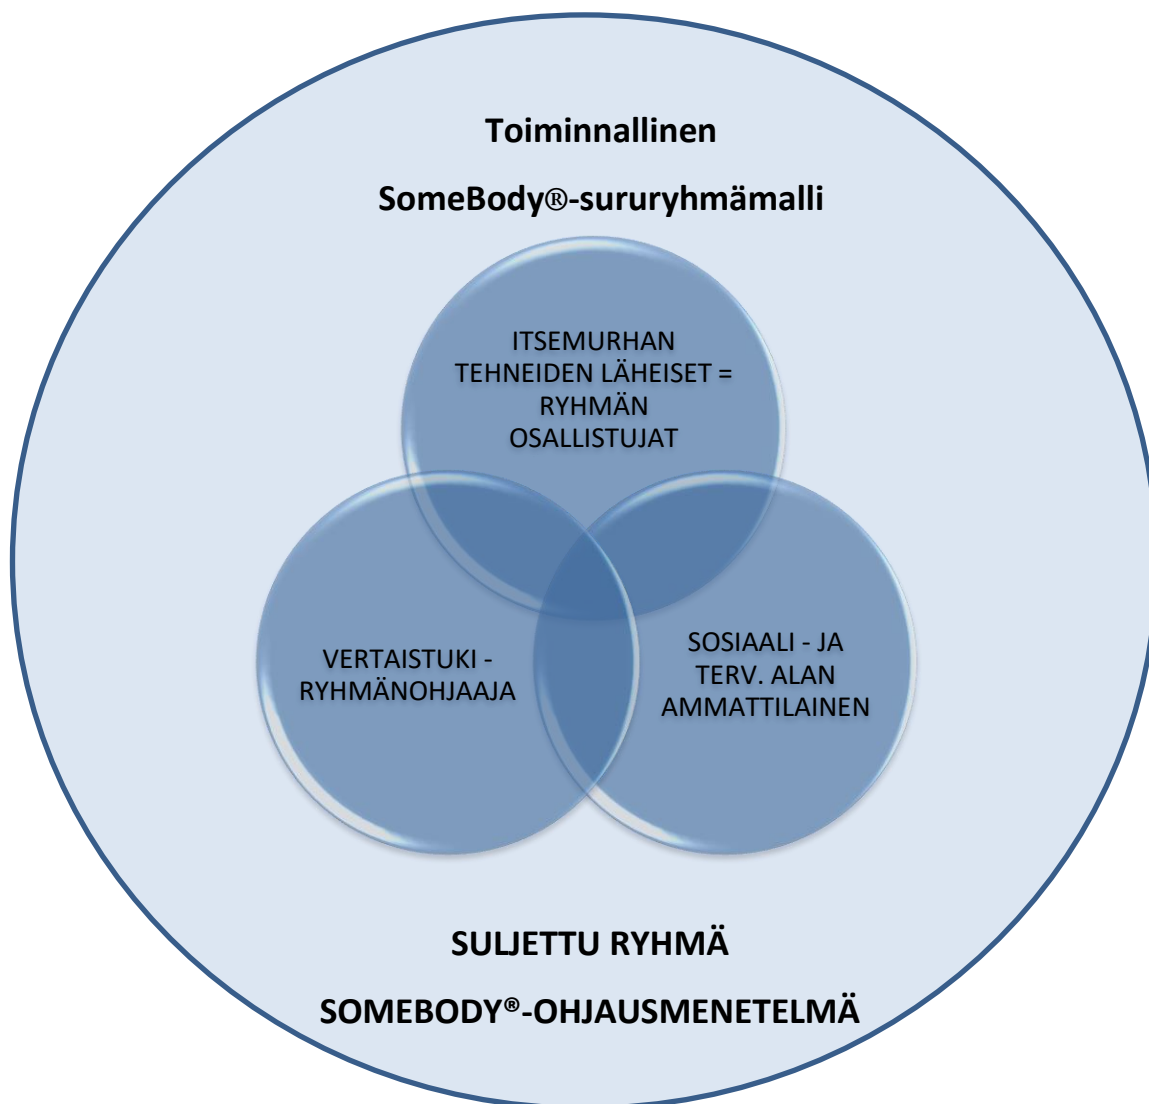 Toiminnallinen
SomeBody®-sururyhmämalli
ITSEMURHAN
TEHNEIDEN LÄHEISET =
RYHMÄN
OSALLISTUJAT
VERTAISTUKI -
RYHMÄNOHJAAJA
SOSIAALI - JA
TERV. ALAN
AMMATTILAINEN
SULJETTU RYHMÄ
SOMEBODY®-OHJAUSMENETELMÄ